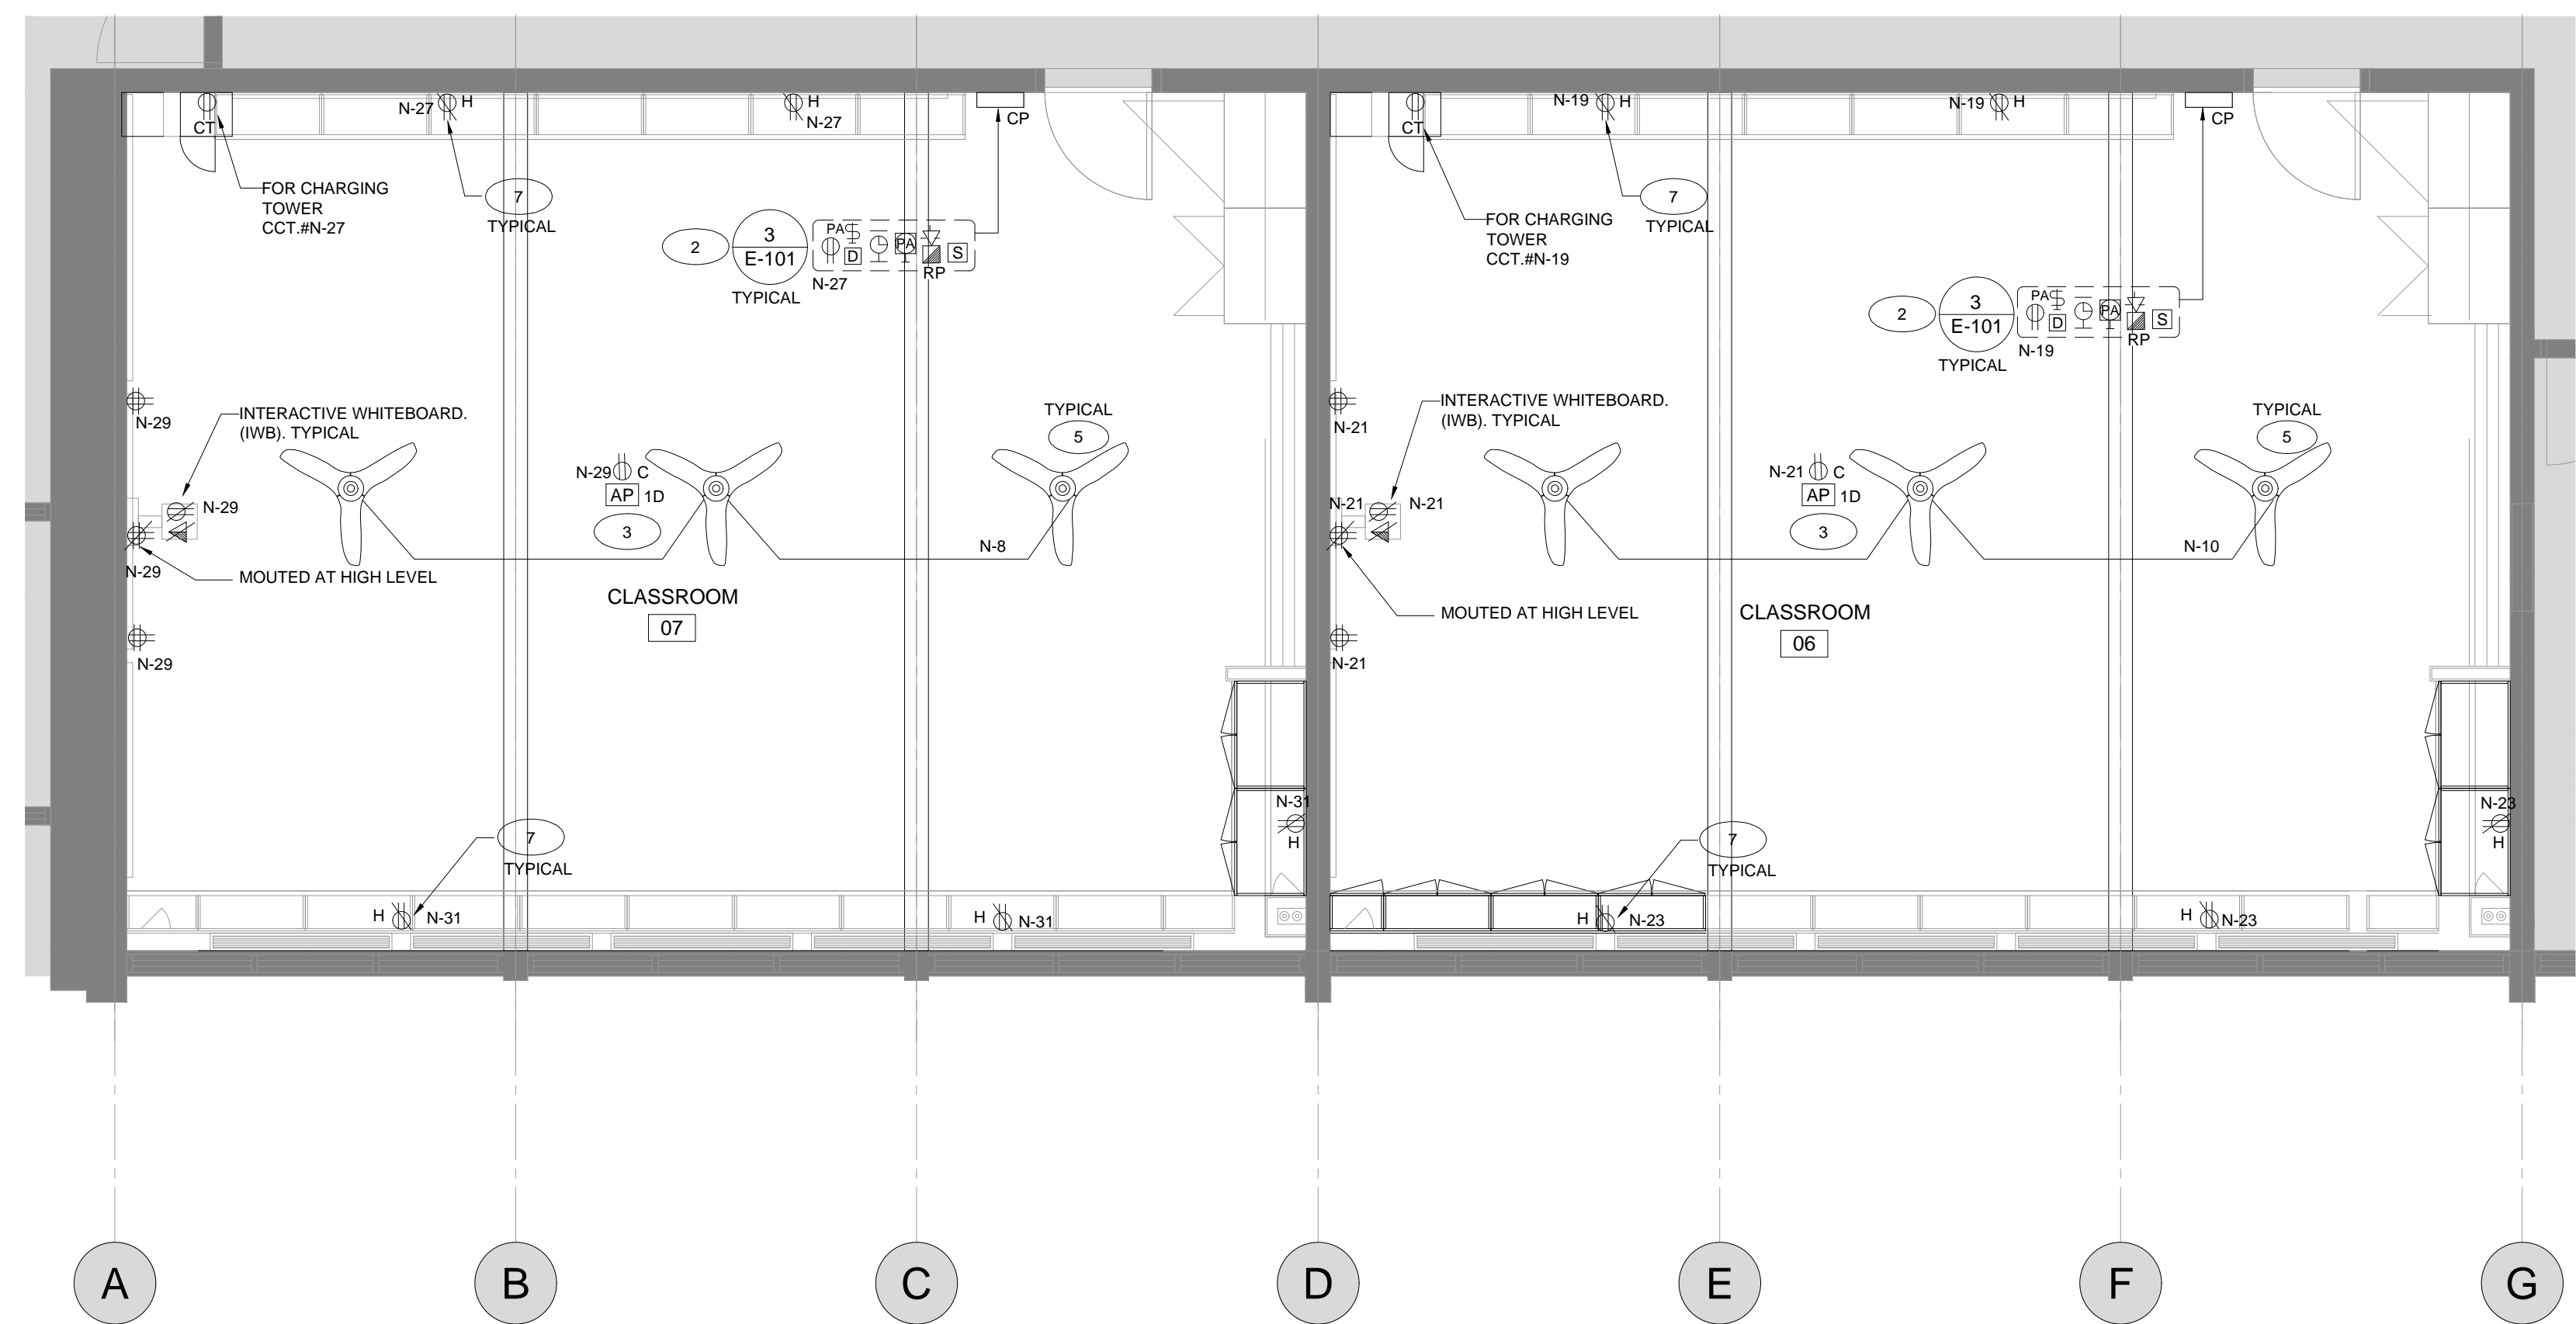 N-27
H
H
N-27
CP
CT
FOR CHARGING
TOWER
CCT.#N-27
7
TYPICAL
2
3
E-101
TYPICAL
PA
D
PA
RP
S
N-27
N-29
INTERACTIVE WHITEBOARD.
(IWB). TYPICAL
N-29
N-29
MOUTED AT HIGH LEVEL
N-29
N-29
C
AP
1D
3
TYPICAL
5
N-8
CLASSROOM
07
7
TYPICAL
H
N-31
H
N-31
N-31
H
N-19
H
N-19
H
CP
CT
FOR CHARGING
TOWER
CCT.#N-19
7
TYPICAL
2
3
E-101
TYPICAL
PA
D
PA
RP
S
N-19
N-21
INTERACTIVE WHITEBOARD.
(IWB). TYPICAL
N-21
N-21
MOUTED AT HIGH LEVEL
N-21
N-21
C
AP
1D
3
TYPICAL
5
N-10
CLASSROOM
06
7
TYPICAL
H
N-23
H
N-23
N-23
H
A
B
C
D
E
F
G